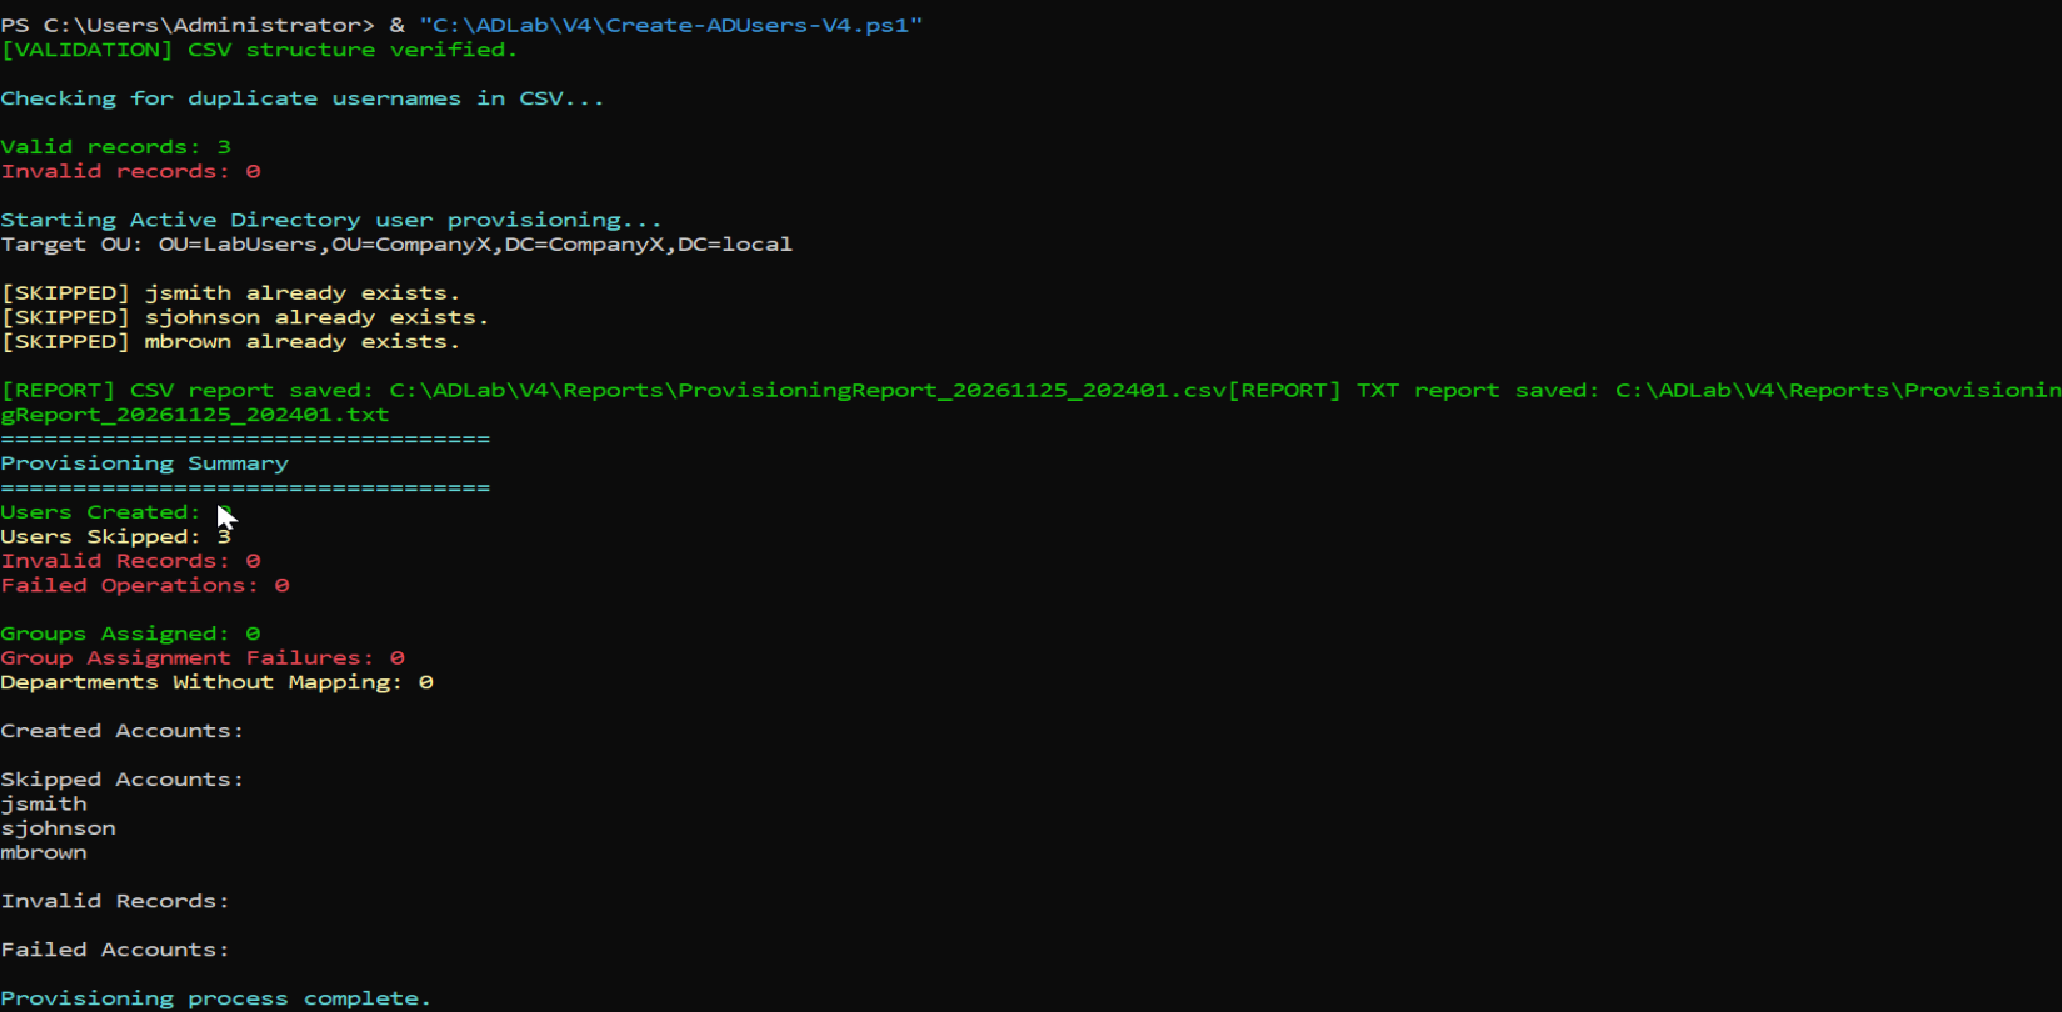 PS C:\Users\Administrator> & "C:\ADLab\V4\Create-ADUsers-V4.ps1"
[VALIDATION] CSV structure verified.
Checking for duplicate usernames in CSV...
Valid records: 3
Invalid records: 0
Starting Active Directory user provisioning...
Target OU: OU=LabUsers,OU=CompanyX,DC=CompanyX,DC=local
[SKIPPED] jsmith already exists.
[SKIPPED] sjohnson already exists.
[SKIPPED] mbrown already exists.
[REPORT] CSV report saved: C:\ADLab\V4\Reports\ProvisioningReport_20261125_202401.csv[REPORT] TXT report saved: C:\ADLab\V4\Reports\Provisionin
gReport_20261125_202401.txt
==================================
Provisioning Summary
==================================
Users Created:
Users Skipped: 3
Invalid Records: 0
Failed Operations: 0
Groups Assigned: 0
Group Assignment Failures: 0
Departments Without Mapping: 0
Created Accounts:
Skipped Accounts:
jsmith
sjohnson
mbrown
Invalid Records:
Failed Accounts:
Provisioning process complete.